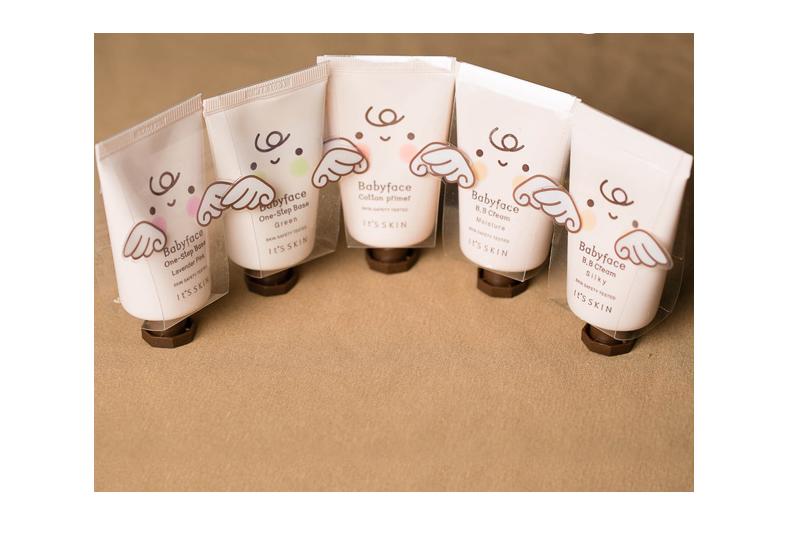 Babyface
One-Step Base
Lavender Pink
SKIN SAFETY TESTED
It'S SKIN
Babyface
One-Step Base
Green
SKIN SAFETY TESTED
It'S SKIN
Babyface
Cotton primer
SKIN SAFETY TESTED
It'S SKIN
Babyface
B.B Cream
Moisture
SKIN SAFETY TESTED
It'S SKIN
Babyface
B.B Cream
Silky
SKIN SAFETY TESTED
It'S SKIN